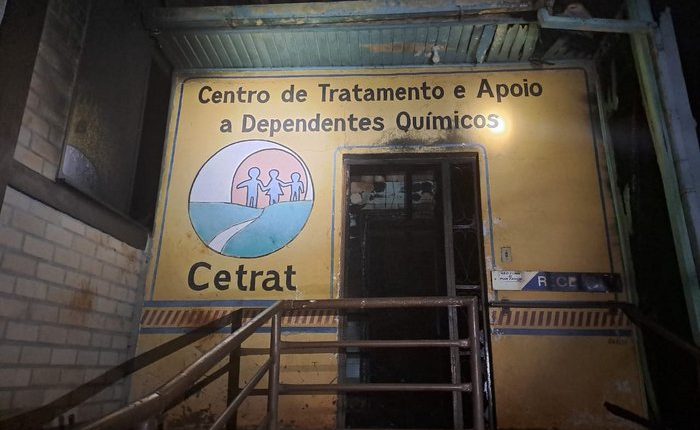 Centro de Tratamento e Apoio
a Dependentes Químicos
Cetrat